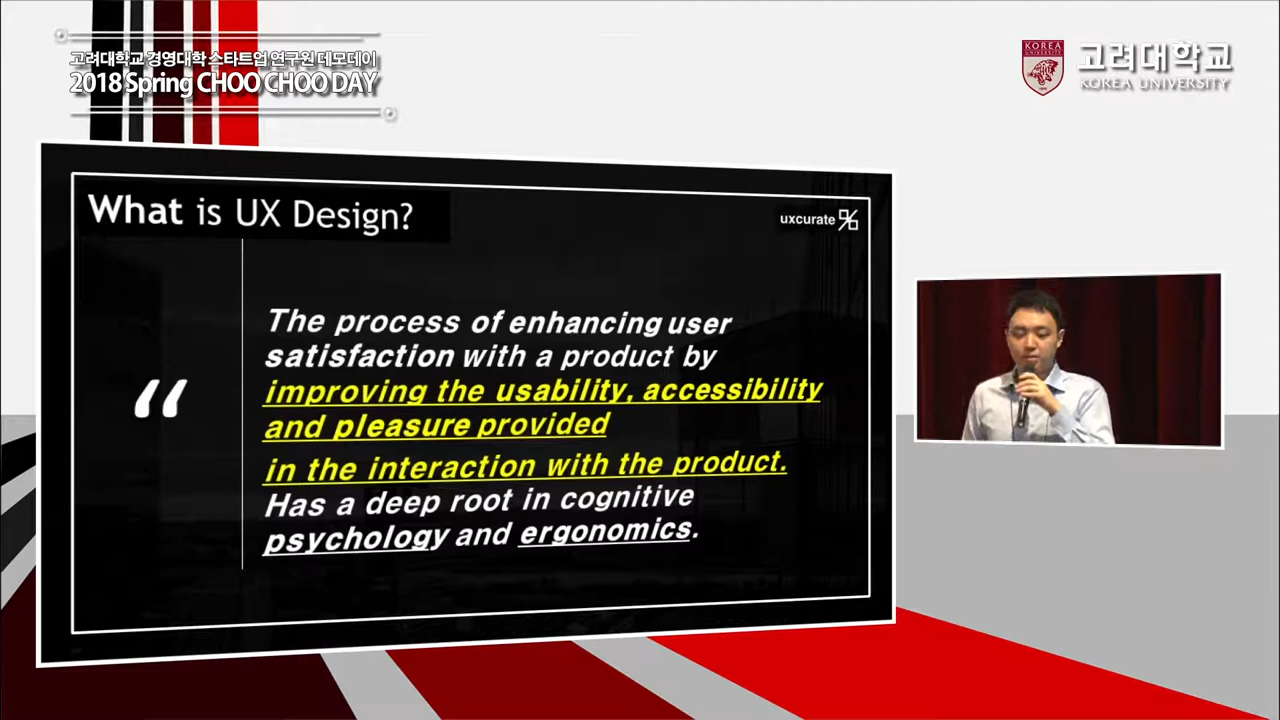 고려대학교 경영대학 스타트업 연구원 데모데이
2018 Spring CHOO CHOO DAY
KOREA
UNIVERSITY
고려대학교
KOREA UNIVERSITY
What is UX Design?
uxcurate
“
The process of enhancing user
satisfaction with a product by
improving the usability, accessibility
and pleasure provided
in the interaction with the product.
Has a deep root in cognitive
psychology and ergonomics.